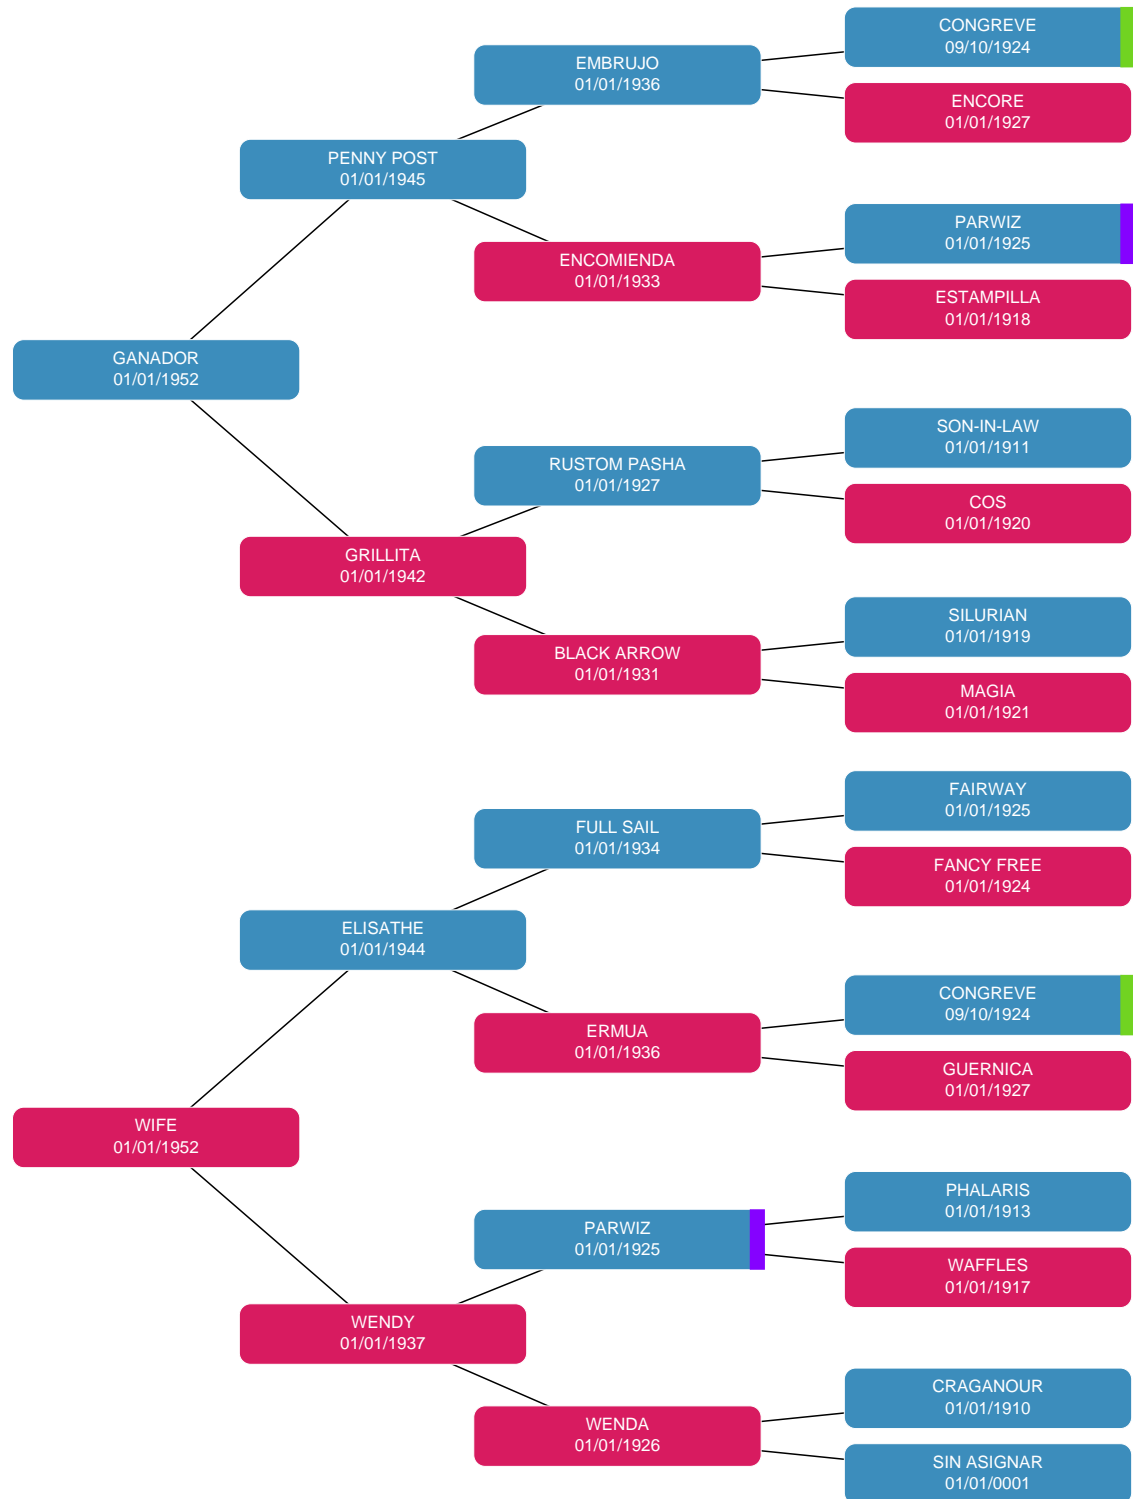 CONGREVE
09/10/1924
EMBRUJO
01/01/1936
ENCORE
01/01/1927
PENNY POST
01/01/1945
PARWIZ
01/01/1925
ENCOMIENDA
01/01/1933
ESTAMPILLA
01/01/1918
GANADOR
01/01/1952
SON-IN-LAW
01/01/1911
RUSTOM PASHA
01/01/1927
COS
01/01/1920
GRILLITA
01/01/1942
SILURIAN
01/01/1919
BLACK ARROW
01/01/1931
MAGIA
01/01/1921
FAIRWAY
01/01/1925
FULL SAIL
01/01/1934
FANCY FREE
01/01/1924
ELISATHE
01/01/1944
CONGREVE
09/10/1924
ERMUA
01/01/1936
GUERNICA
01/01/1927
WIFE
01/01/1952
PHALARIS
01/01/1913
PARWIZ
01/01/1925
WAFFLES
01/01/1917
WENDY
01/01/1937
CRAGANOUR
01/01/1910
WENDA
01/01/1926
SIN ASIGNAR
01/01/0001